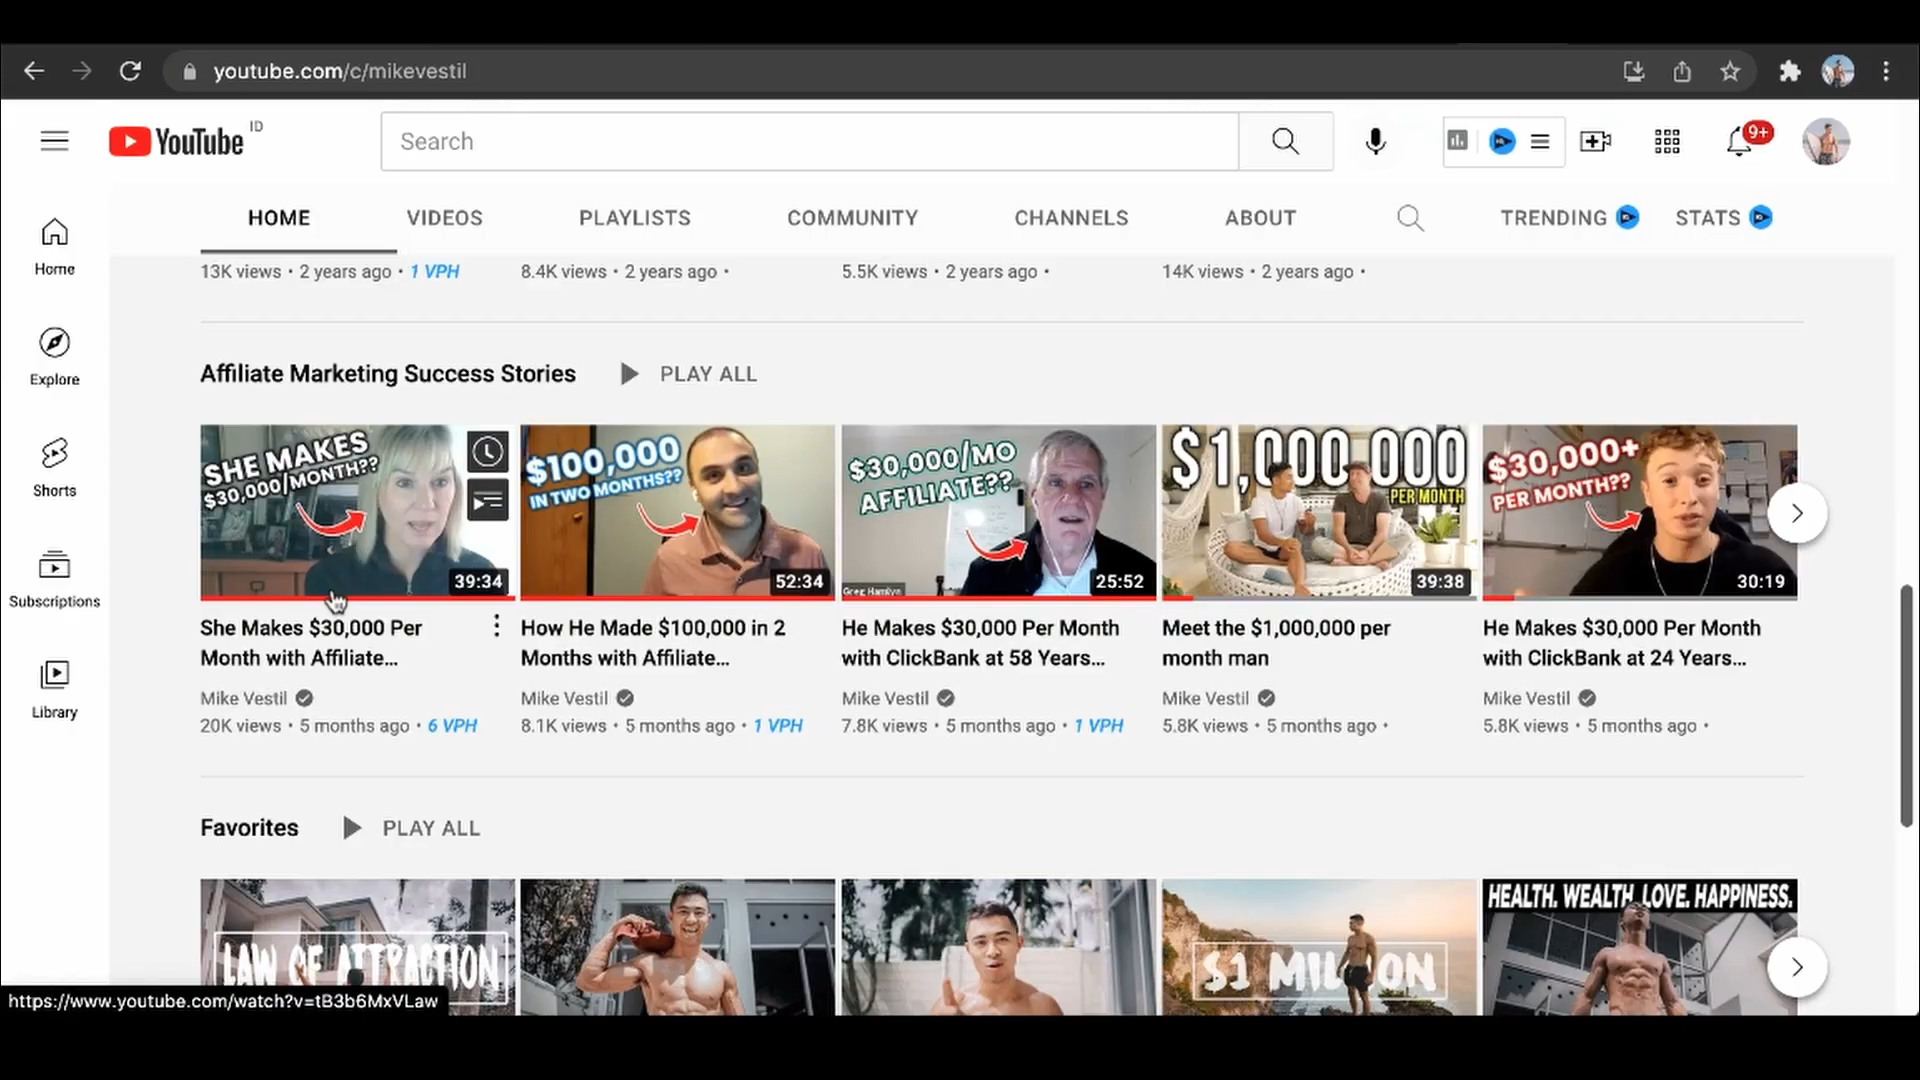 youtube.com/c/mikevestil
YouTube ID
Search
9+
HOME VIDEOS PLAYLISTS COMMUNITY CHANNELS ABOUT TRENDING STATS
Home
Explore
Shorts
Subscriptions
Library
13K views • 2 years ago • 1 VPH
8.4K views • 2 years ago •
5.5K views • 2 years ago •
14K views • 2 years ago •
Affiliate Marketing Success Stories PLAY ALL
SHE MAKES
$30,000/MONTH??
39:34
She Makes $30,000 Per
Month with Affiliate...
Mike Vestil
20K views • 5 months ago • 6 VPH
$100,000
IN TWO MONTHS??
52:34
How He Made $100,000 in 2
Months with Affiliate...
Mike Vestil
8.1K views • 5 months ago • 1 VPH
$30,000/MO
AFFILIATE??
Greg Hamlyn
25:52
He Makes $30,000 Per Month
with ClickBank at 58 Years...
Mike Vestil
7.8K views • 5 months ago • 1 VPH
$1,000,000
PER MONTH
39:38
Meet the $1,000,000 per
month man
Mike Vestil
5.8K views • 5 months ago •
$30,000+
PER MONTH??
30:19
He Makes $30,000 Per Month
with ClickBank at 24 Years...
Mike Vestil
5.8K views • 5 months ago •
Favorites PLAY ALL
LAW OF ATTRACTION
$1 MILLION
HEALTH. WEALTH. LOVE. HAPPINESS.
https://www.youtube.com/watch?v=tB3b6MxVLaw